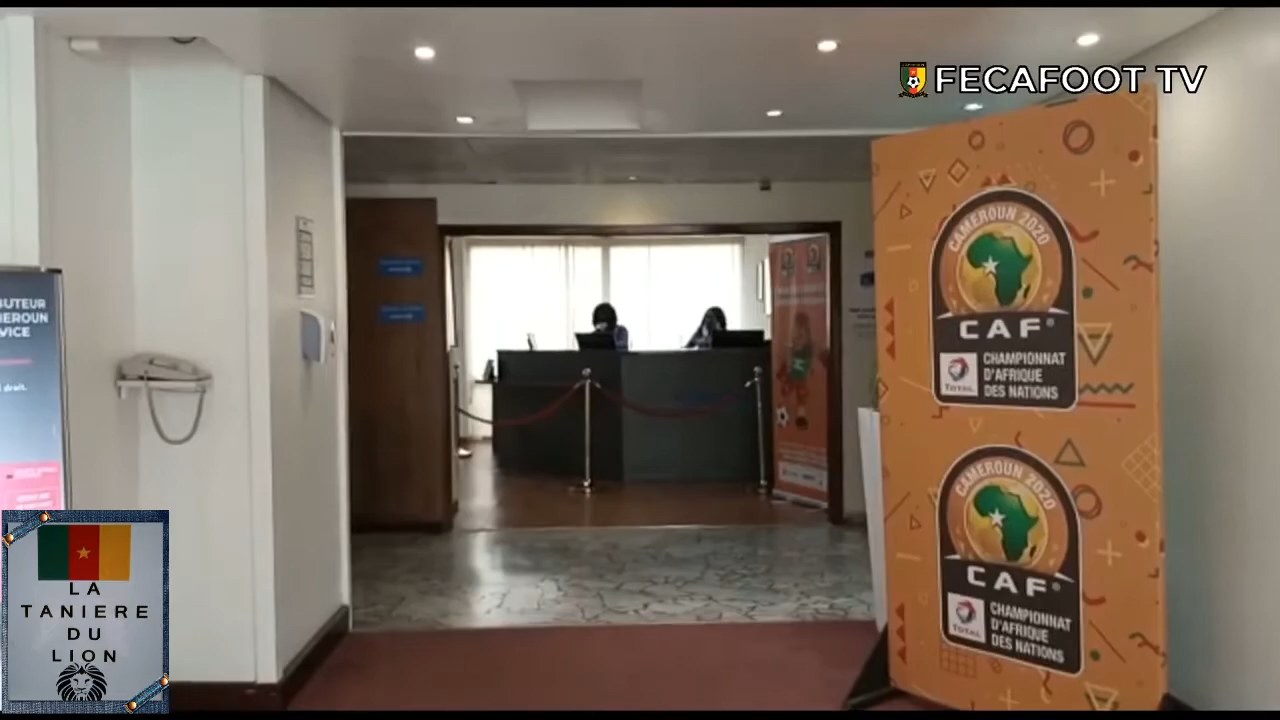 FECAFOOT TV
CAMEROUN 2020
CAF
TOTAL
CHAMPIONNAT
D'AFRIQUE
DES NATIONS
CAMEROUN 2020
CAF
TOTAL
CHAMPIONNAT
D'AFRIQUE
DES NATIONS
BUTEUR
MEROUN
VICE
droit.
LA
TANIERE
DU
LION